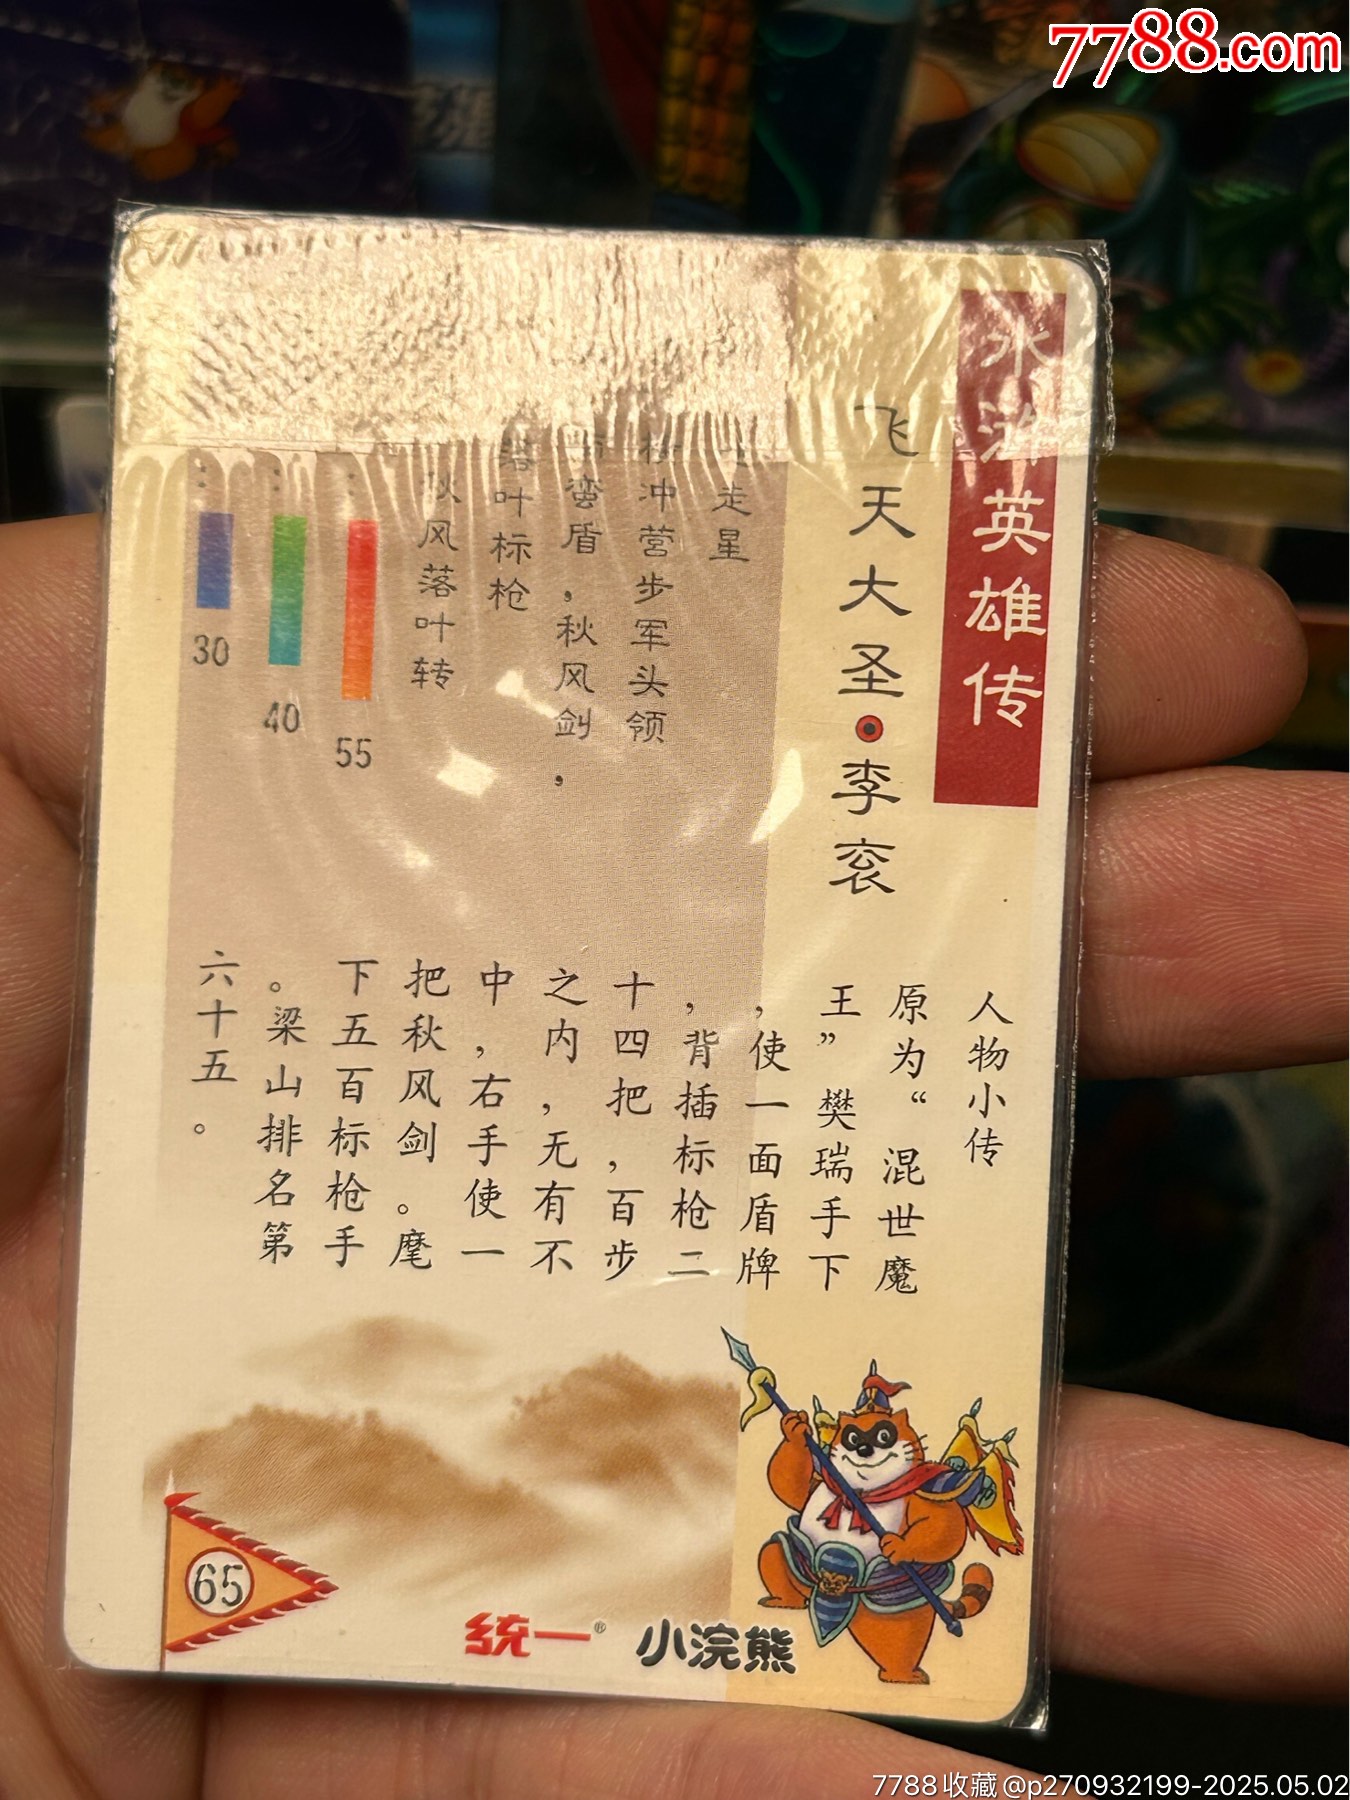 7788.com
水浒英雄传
飞天大圣●李衮
走星
冲营步军头领
蛮盾，秋风剑，
落叶标枪
秋风落叶转
55
40
30
人物小传
原为“混世魔
王”樊瑞手下
，使一面盾牌
，背插标枪二
十四把，百步
之内，无有不
中，右手使一
把秋风剑。麾
下五百标枪手
。梁山排名第
六十五。
65
统一®
小浣熊
7788收藏@p270932199-2025.05.02